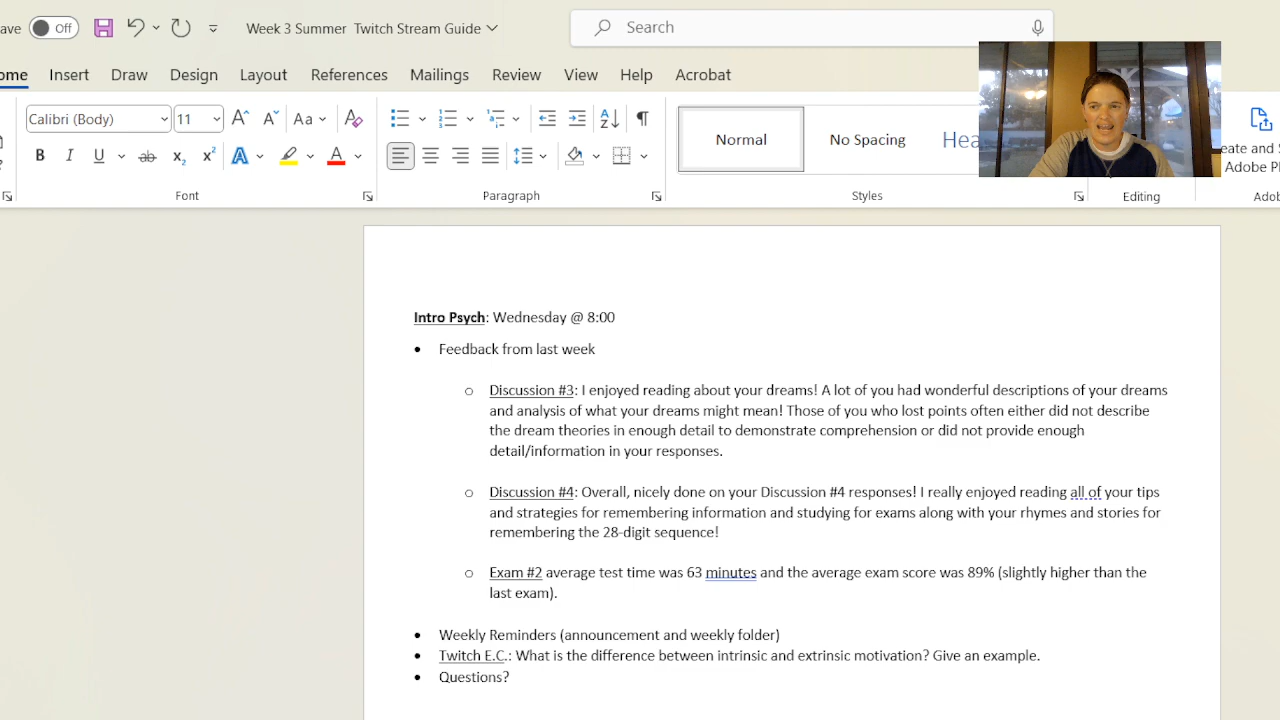 ave Off Week 3 Summer Twitch Stream Guide Search
ome Insert Draw Design Layout References Mailings Review View Help Acrobat
Calibri (Body) 11 A A Aa A A Z ¶
B I U ab x₂ x² A A Normal No Spacing Hea eate and S
Adobe P
Font Paragraph Styles Editing Adob
Intro Psych: Wednesday @ 8:00
• Feedback from last week
o Discussion #3: I enjoyed reading about your dreams! A lot of you had wonderful descriptions of your dreams
and analysis of what your dreams might mean! Those of you who lost points often either did not describe
the dream theories in enough detail to demonstrate comprehension or did not provide enough
detail/information in your responses.
o Discussion #4: Overall, nicely done on your Discussion #4 responses! I really enjoyed reading all of your tips
and strategies for remembering information and studying for exams along with your rhymes and stories for
remembering the 28-digit sequence!
o Exam #2 average test time was 63 minutes and the average exam score was 89% (slightly higher than the
last exam).
• Weekly Reminders (announcement and weekly folder)
• Twitch E.C.: What is the difference between intrinsic and extrinsic motivation? Give an example.
• Questions?